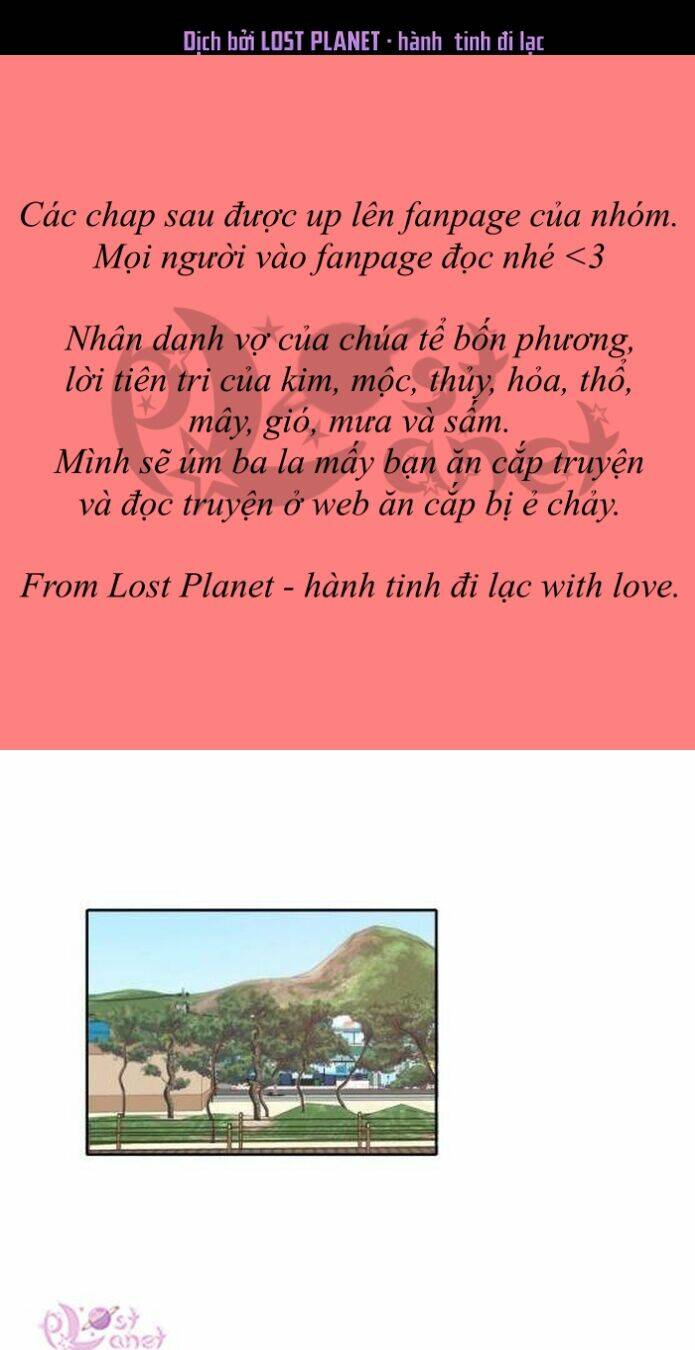 Dịch bởi LOST PLANET - hành tinh đi lạc
Các chap sau được up lên fanpage của nhóm.
Mọi người vào fanpage đọc nhé <3
Nhân danh vợ của chúa tể bốn phương,
lời tiên tri của kim, mộc, thủy, hỏa, thổ,
mây, gió, mưa và sấm.
Mình sẽ úm ba la mấy bạn ăn cắp truyện
và đọc truyện ở web ăn cắp bị ẻ chảy.
From Lost Planet - hành tinh đi lạc with love.
Lost
Planet